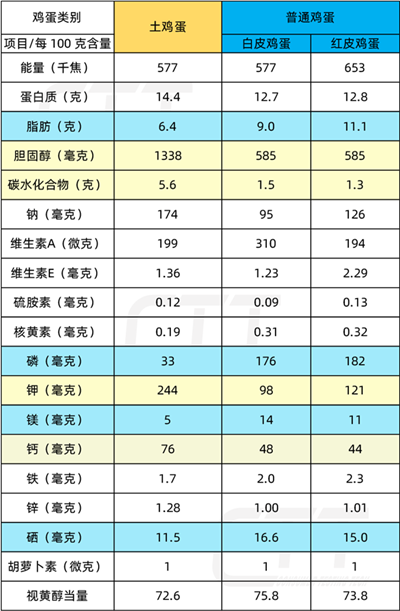 鸡蛋类别 土鸡蛋 普通鸡蛋
项目/每 100 克含量 白皮鸡蛋 红皮鸡蛋
能量（千焦） 577 577 653
蛋白质（克） 14.4 12.7 12.8
脂肪（克） 6.4 9.0 11.1
胆固醇（毫克） 1338 585 585
碳水化合物（克） 5.6 1.5 1.3
钠（毫克） 174 95 126
维生素A（微克） 199 310 194
维生素E（毫克） 1.36 1.23 2.29
硫胺素（毫克） 0.12 0.09 0.13
核黄素（毫克） 0.19 0.31 0.32
磷（毫克） 33 176 182
钾（毫克） 244 98 121
镁（毫克） 5 14 11
钙（毫克） 76 48 44
铁（毫克） 1.7 2.0 2.3
锌（毫克） 1.28 1.00 1.01
硒（毫克） 11.5 16.6 15.0
胡萝卜素（微克） 1 1 1
视黄醇当量 72.6 75.8 73.8